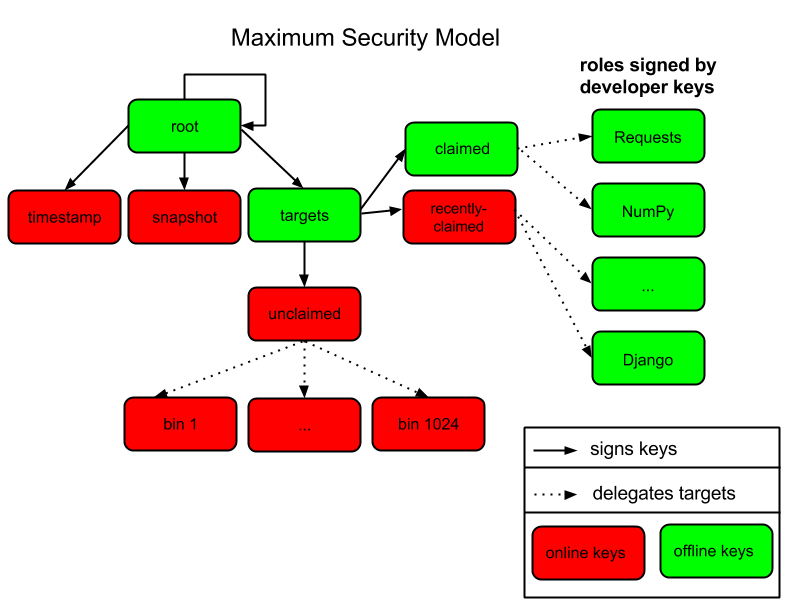 Maximum Security Model
roles signed by
developer keys
root
claimed
Requests
timestamp
snapshot
targets
recently-
claimed
NumPy
...
unclaimed
Django
bin 1
...
bin 1024
signs keys
delegates targets
online keys
offline keys